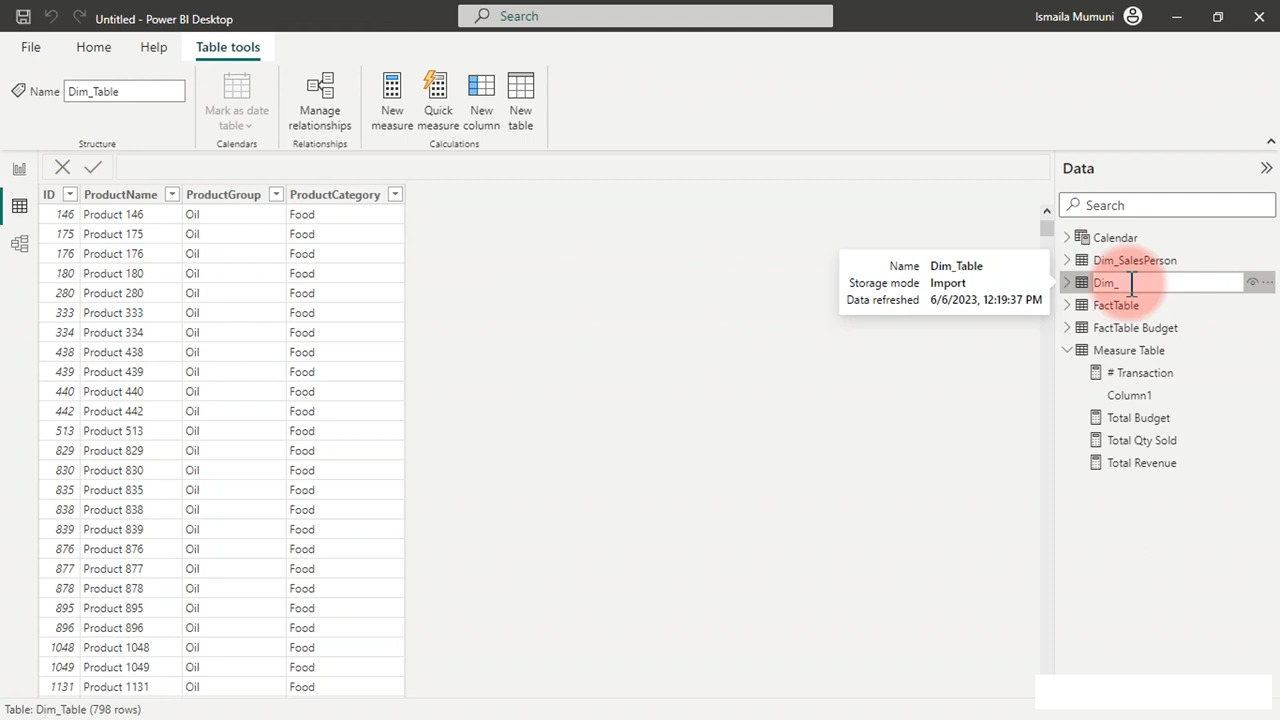 Untitled - Power BI Desktop
Search
Ismaila Mumuni
File Home Help Table tools
Name Dim_Table
Mark as date table
Manage relationships
New measure
Quick measure
New column
New table
Structure Calendars Relationships Calculations
ID ProductName ProductGroup ProductCategory
146 Product 146 Oil Food
175 Product 175 Oil Food
176 Product 176 Oil Food
180 Product 180 Oil Food
280 Product 280 Oil Food
333 Product 333 Oil Food
334 Product 334 Oil Food
438 Product 438 Oil Food
439 Product 439 Oil Food
440 Product 440 Oil Food
442 Product 442 Oil Food
513 Product 513 Oil Food
829 Product 829 Oil Food
830 Product 830 Oil Food
835 Product 835 Oil Food
838 Product 838 Oil Food
839 Product 839 Oil Food
876 Product 876 Oil Food
877 Product 877 Oil Food
878 Product 878 Oil Food
895 Product 895 Oil Food
896 Product 896 Oil Food
1048 Product 1048 Oil Food
1049 Product 1049 Oil Food
1131 Product 1131 Oil Food
Name Dim_Table
Storage mode Import
Data refreshed 6/6/2023, 12:19:37 PM
Data
Search
Calendar
Dim_SalesPerson
Dim_
FactTable
FactTable Budget
Measure Table
# Transaction
Column1
Total Budget
Total Qty Sold
Total Revenue
Table: Dim_Table (798 rows)